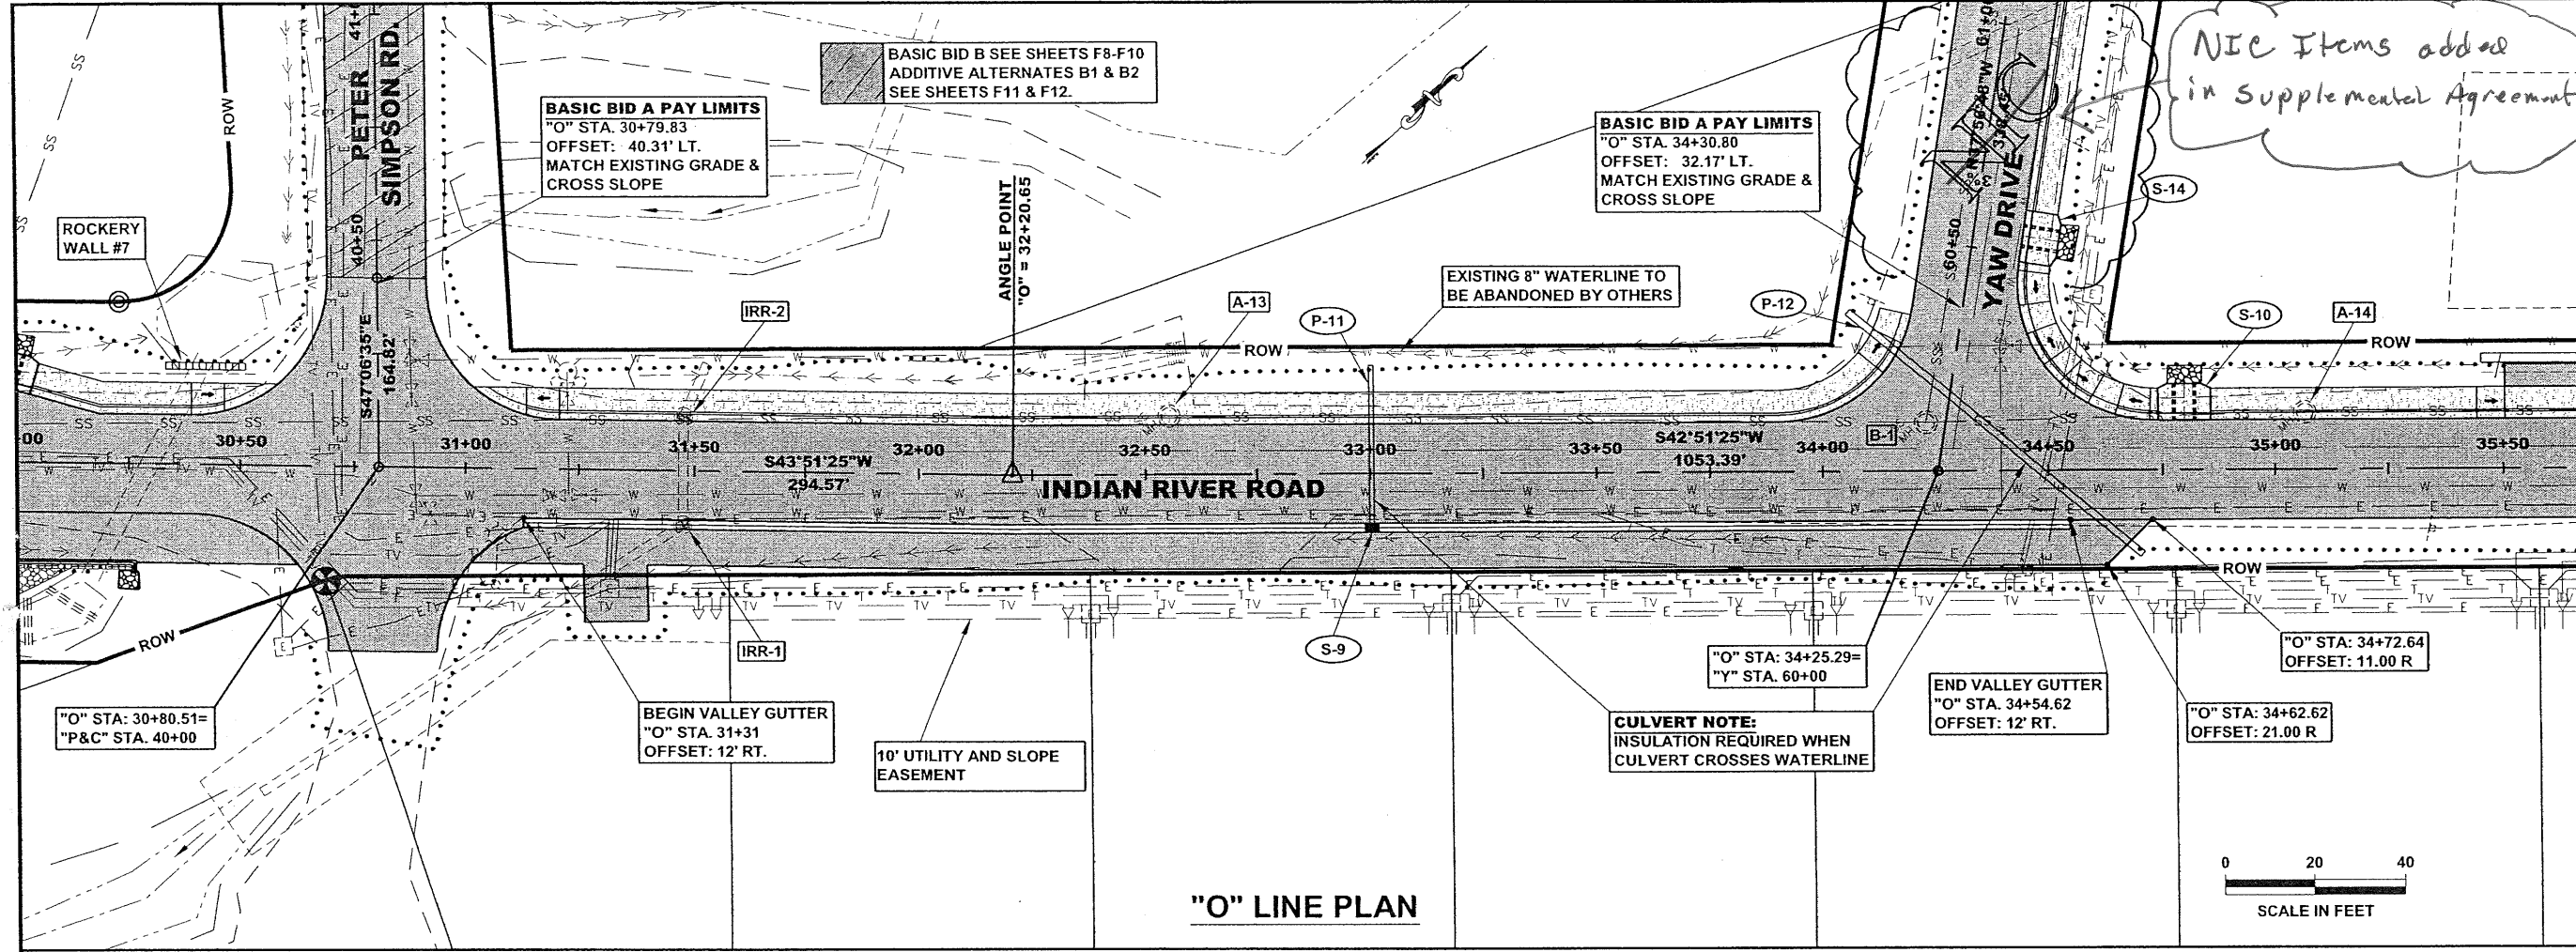 PETER
SIMPSON RD.
40+50
S47°06'35"E
164.82'
ROW
ROCKERY
WALL #7
BASIC BID A PAY LIMITS
"O" STA. 30+79.83
OFFSET: 40.31' LT.
MATCH EXISTING GRADE &
CROSS SLOPE
BASIC BID B SEE SHEETS F8-F10
ADDITIVE ALTERNATES B1 & B2
SEE SHEETS F11 & F12.
ANGLE POINT
"O" = 32+20.65
BASIC BID A PAY LIMITS
"O" STA. 34+30.80
OFFSET: 32.17' LT.
MATCH EXISTING GRADE &
CROSS SLOPE
NIC Items added
in Supplemental Agreement
NIC
YAW DRIVE
60+50
S-14
IRR-2
A-13
P-11
EXISTING 8" WATERLINE TO
BE ABANDONED BY OTHERS
P-12
S-10
A-14
ROW
ROW
30+50
31+00
31+50
32+00
32+50
33+00
33+50
34+00
34+50
35+00
35+50
B-1
S43°51'25"W
294.57'
S42°51'25"W
1053.39'
INDIAN RIVER ROAD
ROW
ROW
"O" STA: 30+80.51=
"P&C" STA. 40+00
IRR-1
BEGIN VALLEY GUTTER
"O" STA. 31+31
OFFSET: 12' RT.
10' UTILITY AND SLOPE
EASEMENT
S-9
CULVERT NOTE:
INSULATION REQUIRED WHEN
CULVERT CROSSES WATERLINE
"O" STA: 34+25.29=
"Y" STA. 60+00
END VALLEY GUTTER
"O" STA. 34+54.62
OFFSET: 12' RT.
"O" STA: 34+72.64
OFFSET: 11.00 R
"O" STA: 34+62.62
OFFSET: 21.00 R
"O" LINE PLAN
0 20 40
SCALE IN FEET